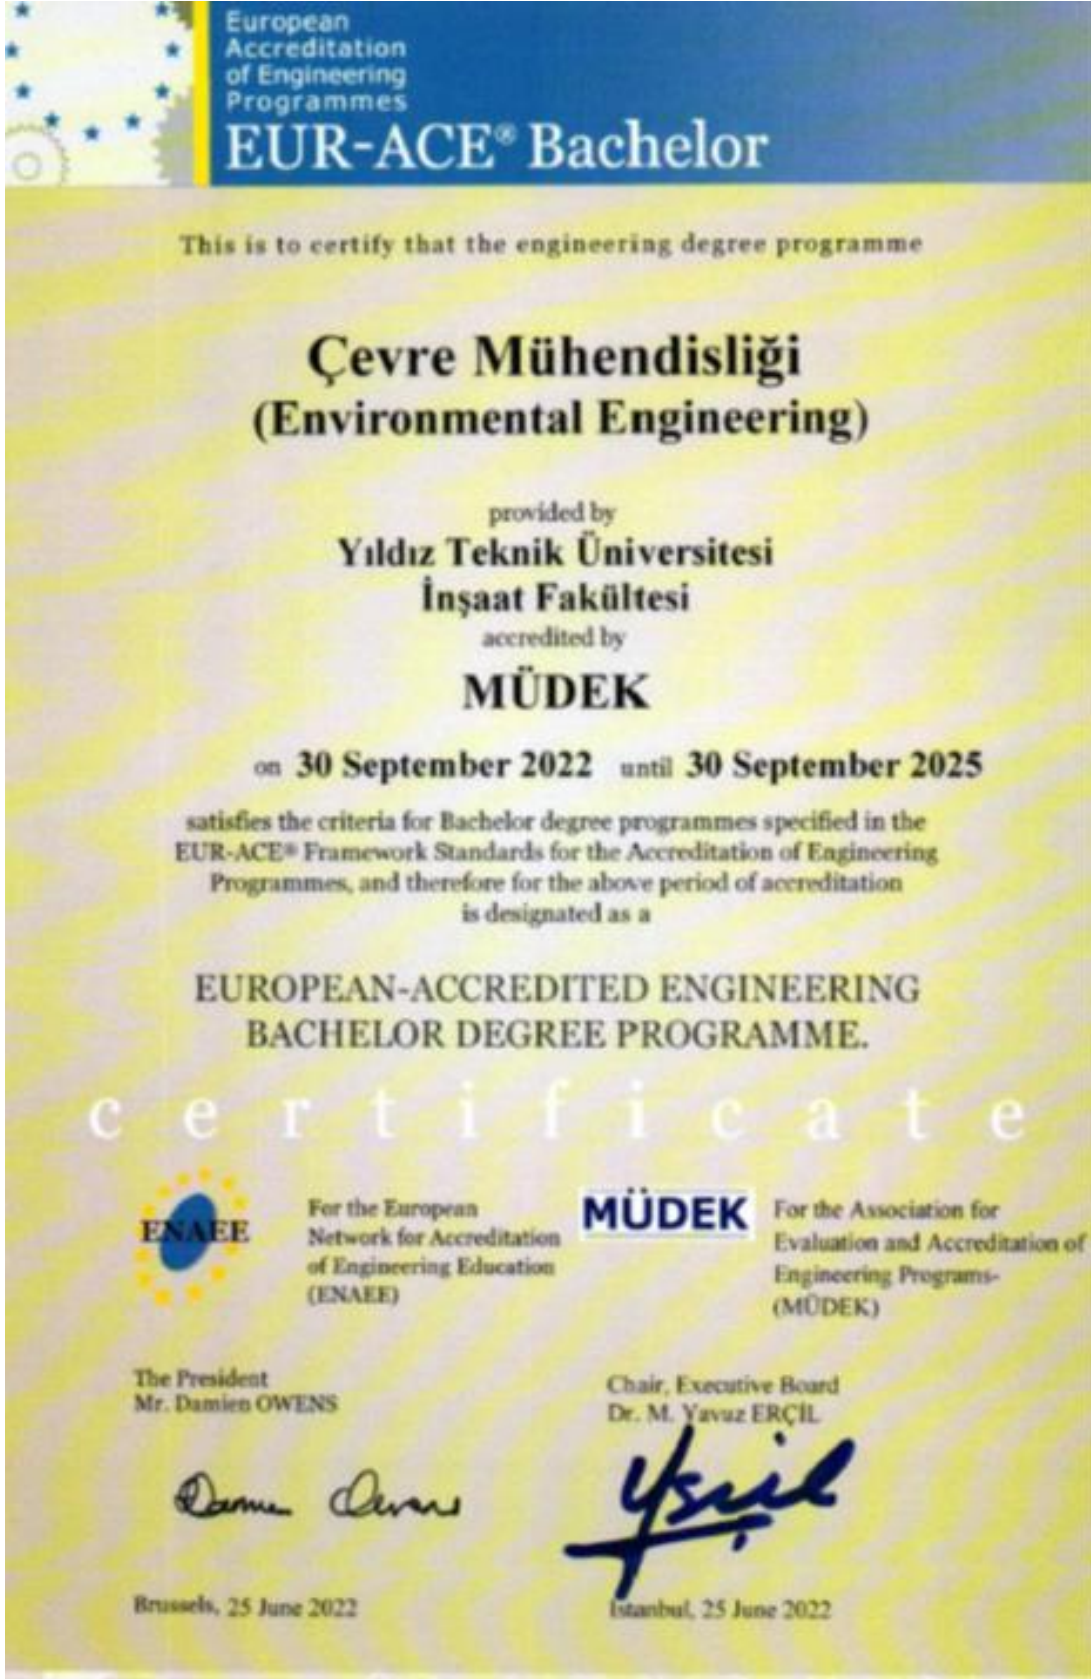 European
Accreditation
of Engineering
Programmes
EUR-ACE® Bachelor
This is to certify that the engineering degree programme
Çevre Mühendisliği
(Environmental Engineering)
provided by
Yıldız Teknik Üniversitesi
İnşaat Fakültesi
accredited by
MÜDEK
on 30 September 2022 until 30 September 2025
satisfies the criteria for Bachelor degree programmes specified in the
EUR-ACE® Framework Standards for the Accreditation of Engineering
Programmes, and therefore for the above period of accreditation
is designated as a
EUROPEAN-ACCREDITED ENGINEERING
BACHELOR DEGREE PROGRAMME.
certificate
ENAEE
For the European
Network for Accreditation
of Engineering Education
(ENAEE)
MÜDEK
For the Association for
Evaluation and Accreditation of
Engineering Programs-
(MÜDEK)
The President
Mr. Damien OWENS
Chair, Executive Board
Dr. M. Yavuz ERÇİL
Brussels, 25 June 2022
İstanbul, 25 June 2022